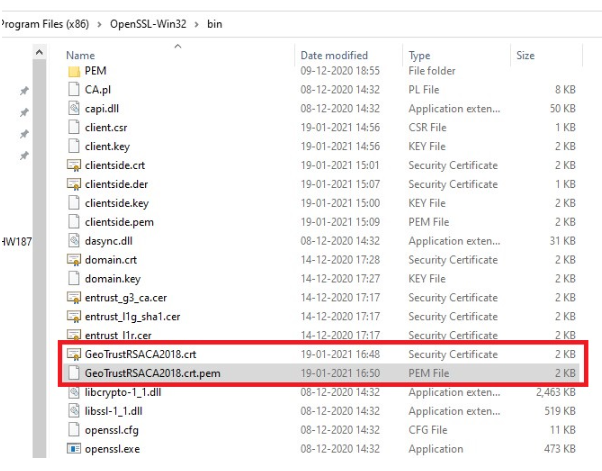 Program Files (x86) > OpenSSL-Win32 > bin
Name Date modified Type Size
PEM 09-12-2020 18:55 File folder
CA.pl 08-12-2020 14:32 PL File 8 KB
capi.dll 08-12-2020 14:32 Application exten... 50 KB
client.csr 19-01-2021 14:56 CSR File 1 KB
client.key 19-01-2021 14:56 KEY File 2 KB
clientside.crt 19-01-2021 15:01 Security Certificate 2 KB
clientside.der 19-01-2021 15:07 Security Certificate 1 KB
clientside.key 19-01-2021 15:00 KEY File 2 KB
clientside.pem 19-01-2021 15:09 PEM File 2 KB
HW187 dasync.dll 08-12-2020 14:32 Application exten... 31 KB
domain.crt 14-12-2020 17:28 Security Certificate 2 KB
domain.key 14-12-2020 17:27 KEY File 2 KB
entrust_g3_ca.cer 14-12-2020 17:17 Security Certificate 2 KB
entrust_l1g_sha1.cer 14-12-2020 17:17 Security Certificate 2 KB
entrust_l1r.cer 14-12-2020 17:17 Security Certificate 2 KB
GeoTrustRSACA2018.crt 19-01-2021 16:48 Security Certificate 2 KB
GeoTrustRSACA2018.crt.pem 19-01-2021 16:50 PEM File 2 KB
libcrypto-1_1.dll 08-12-2020 14:32 Application exten... 2,463 KB
libssl-1_1.dll 08-12-2020 14:32 Application exten... 519 KB
openssl.cfg 08-12-2020 14:32 CFG File 11 KB
openssl.exe 08-12-2020 14:32 Application 473 KB